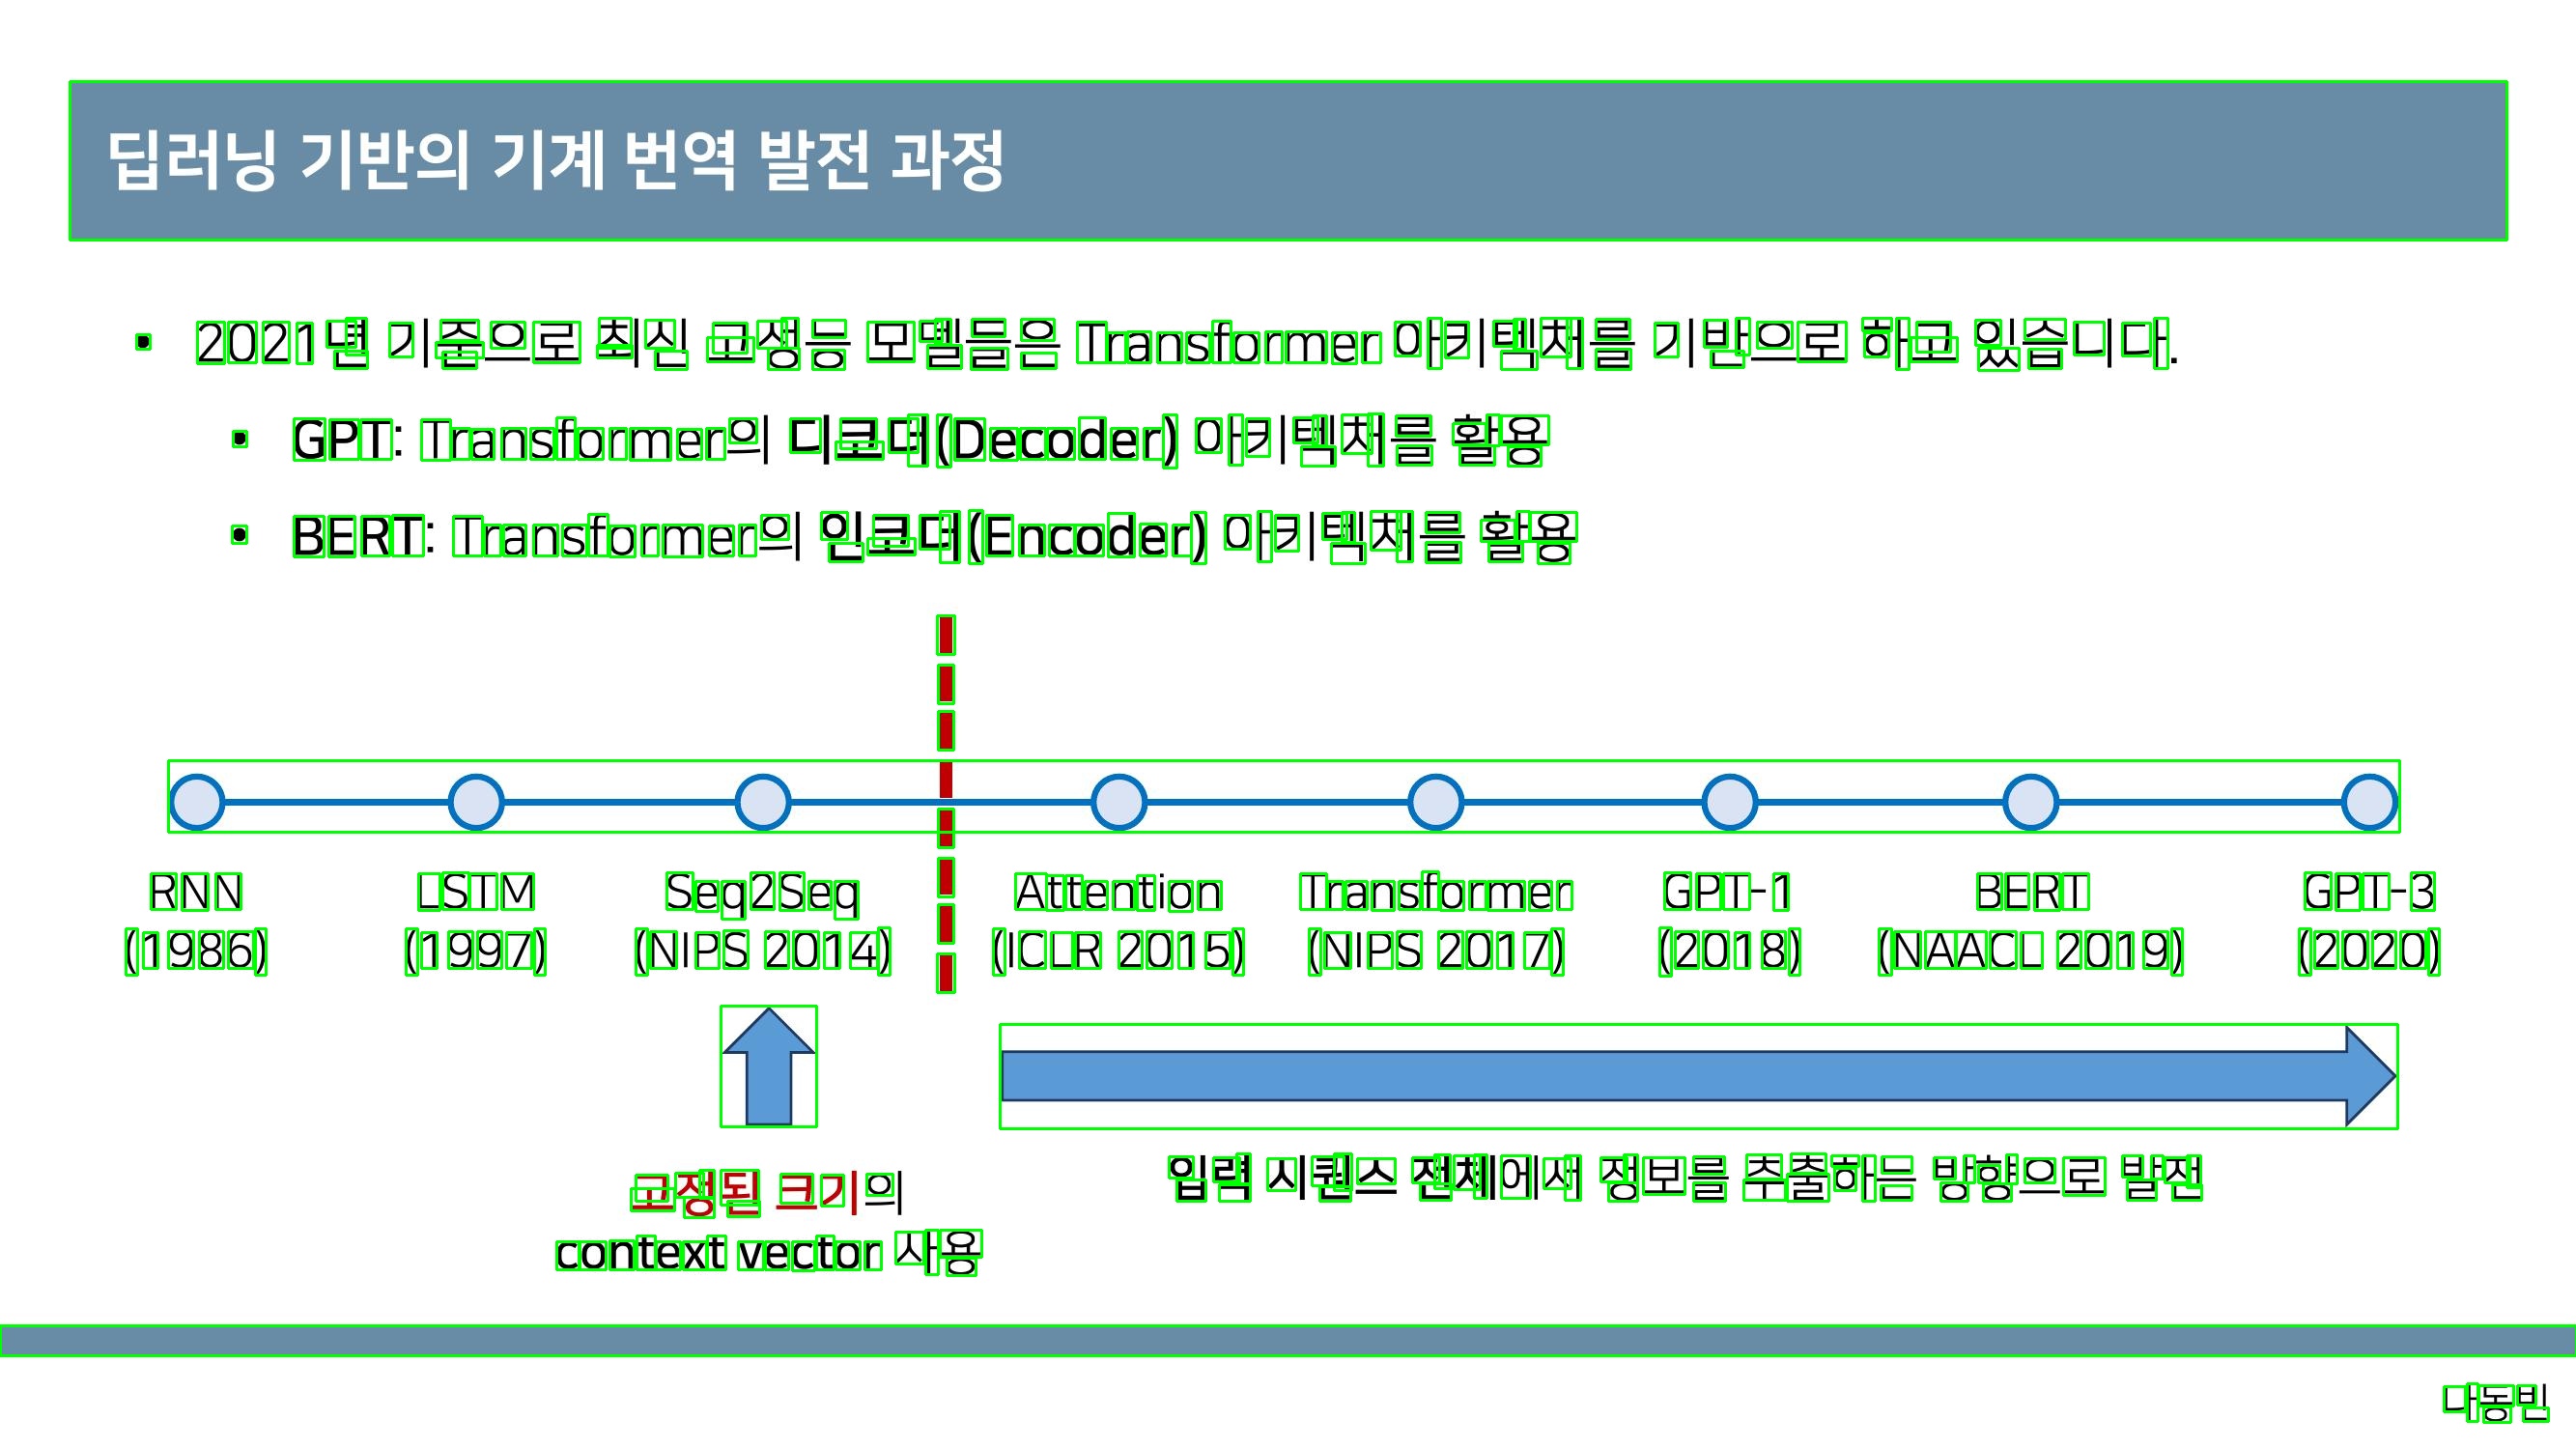 딥러닝 기반의 기계 번역 발전 과정
▪ 2021년 기준으로 최신 고성능 모델들은 Transformer 아키텍처를 기반으로 하고 있습니다.
▪ GPT: Transformer의 디코더(Decoder) 아키텍처를 활용
▪ BERT: Transformer의 인코더(Encoder) 아키텍처를 활용
RNN LSTM Seq2Seq Attention Transformer GPT-1 BERT GPT-3
(1986) (1997) (NIPS 2014) (ICLR 2015) (NIPS 2017) (2018) (NAACL 2019) (2020)
고정된 크기의
context vector 사용
입력 시퀀스 전체에서 정보를 추출하는 방향으로 발전